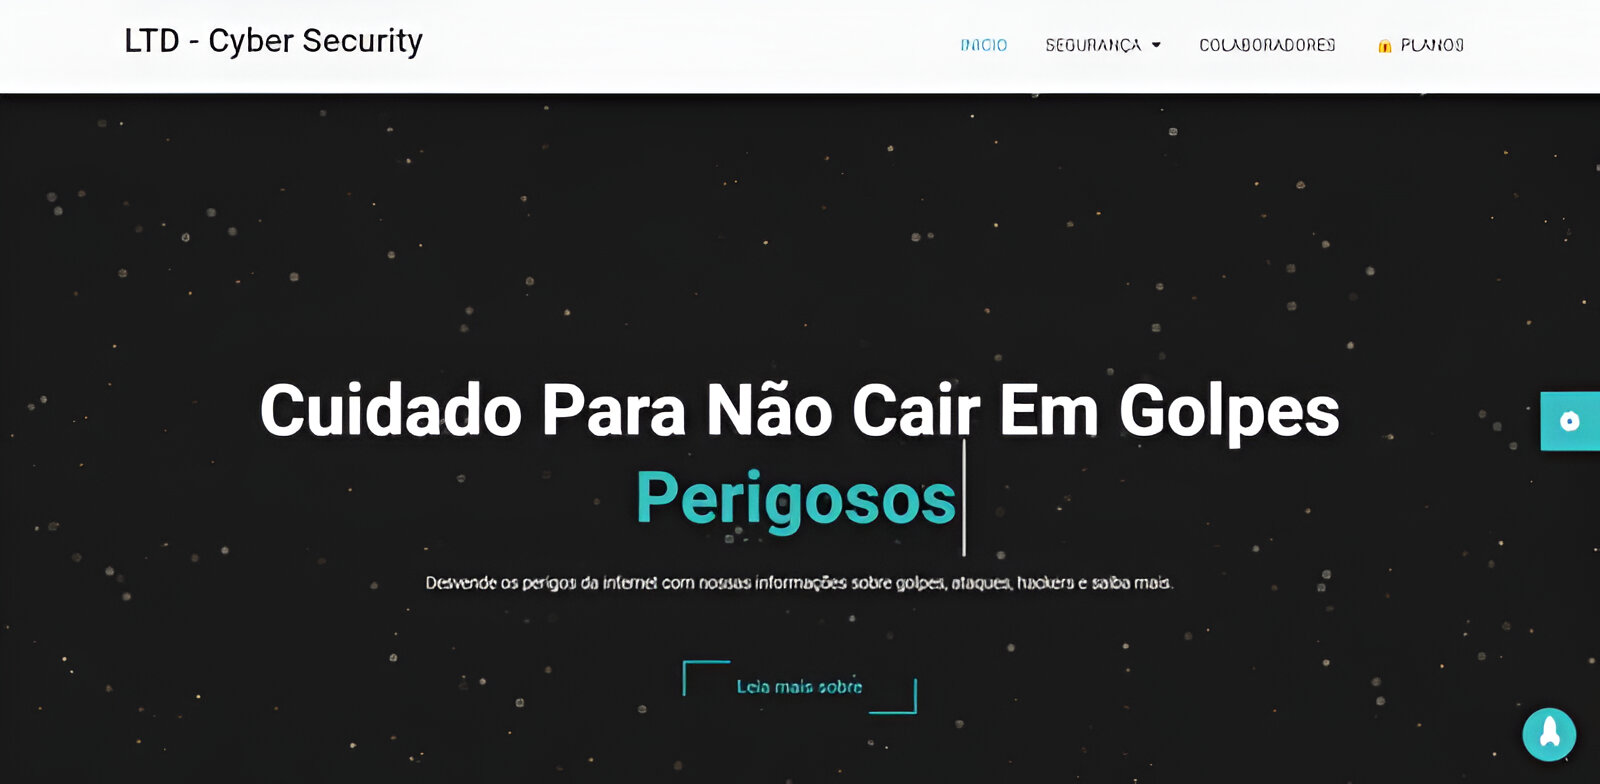 LTD - Cyber Security
INICIO
SEGURANÇA
COLABORADORES
PLANOS
Cuidado Para Não Cair Em Golpes
Perigosos
Desvende os perigos da internet com nossas informações sobre golpes, ataques, hackers e saiba mais.
Leia mais sobre